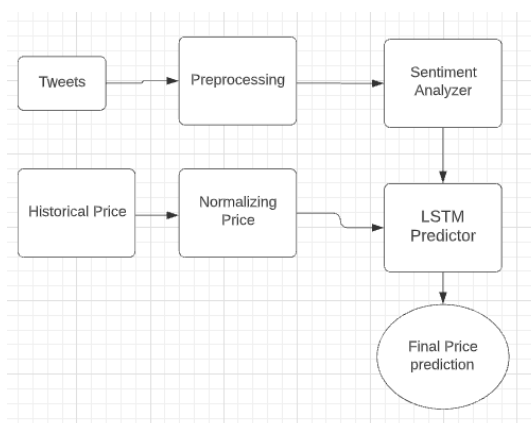 Tweets
Preprocessing
Sentiment
Analyzer
Historical Price
Normalizing
Price
LSTM
Predictor
Final Price
prediction